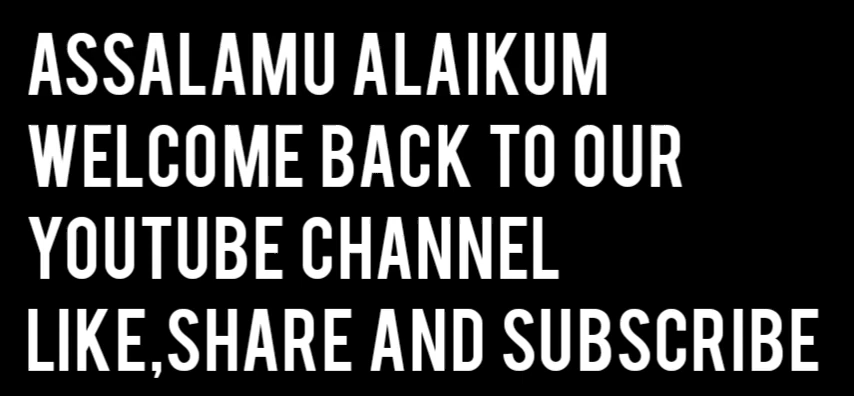 ASSALAMU ALAIKUM
WELCOME BACK TO OUR
YOUTUBE CHANNEL
LIKE,SHARE AND SUBSCRIBE